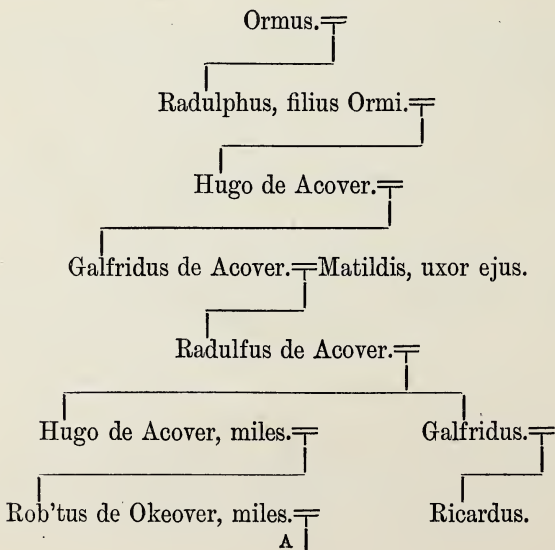 Ormus.
Radulphus, filius Ormi.
Hugo de Acover.
Galfridus de Acover.=Matildis, uxor ejus.
Radulfus de Acover.
Hugo de Acover, miles. Galfridus.
Rob'tus de Okeover, miles. Ricardus.
A